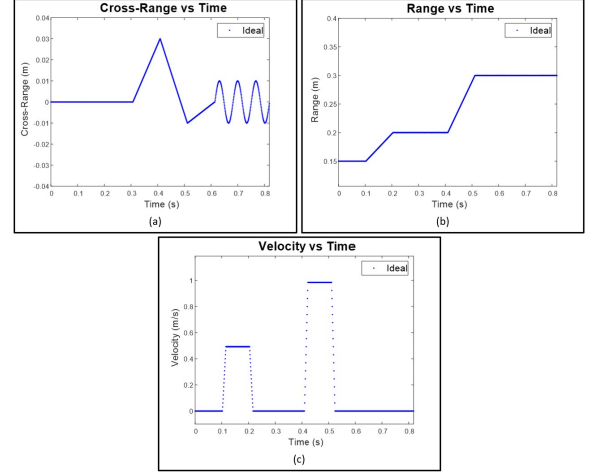 Cross-Range vs Time
Ideal
0.04
0.03
0.02
0.01
0
-0.01
-0.02
-0.03
-0.04
Cross-Range (m)
0 0.1 0.2 0.3 0.4 0.5 0.6 0.7 0.8
Time (s)
(a)
Range vs Time
Ideal
0.4
0.3
0.2
0.15
Range (m)
0 0.1 0.2 0.3 0.4 0.5 0.6 0.7 0.8
Time (s)
(b)
Velocity vs Time
Ideal
1
0.8
0.6
0.4
0.2
0
Velocity (m/s)
0 0.1 0.2 0.3 0.4 0.5 0.6 0.7 0.8
Time (s)
(c)